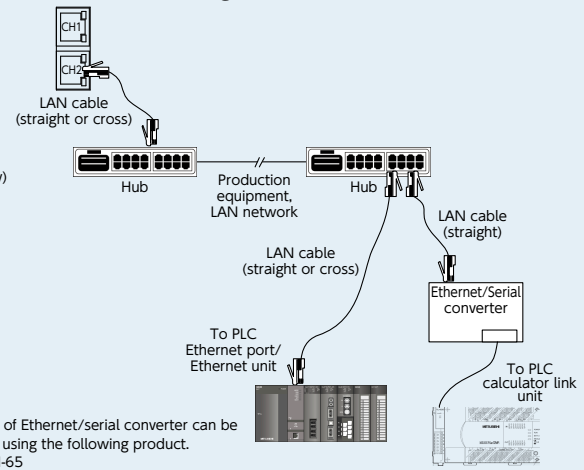 CH1
CH2
LAN cable
(straight or cross)
Hub
Production
equipment,
LAN network
Hub
LAN cable
(straight)
LAN cable
(straight or cross)
Ethernet/Serial
converter
To PLC
Ethernet port/
Ethernet unit
To PLC
calculator link
unit
of Ethernet/serial converter can be
using the following product.
-65